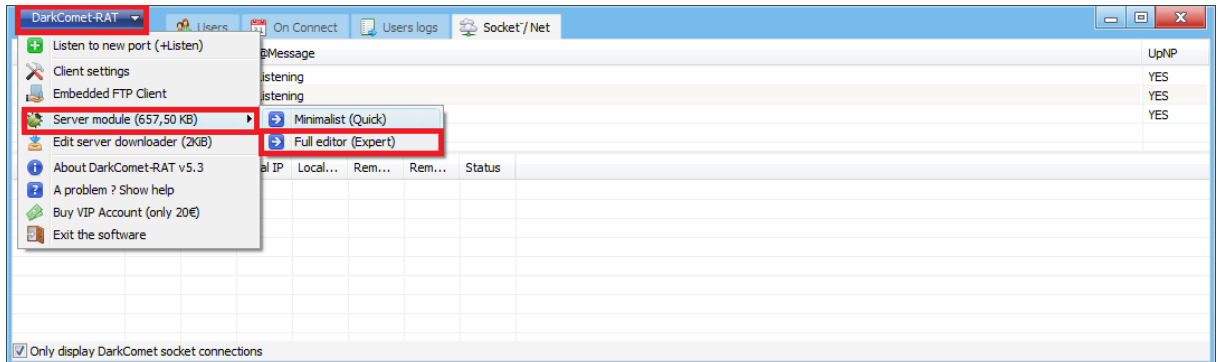 DarkComet-RAT
Users
On Connect
Users logs
Socket / Net
Listen to new port (+Listen)
@Message
UpNP
Client settings
istening
YES
Embedded FTP Client
istening
YES
Server module (657,50 KB)
Minimalist (Quick)
YES
Edit server downloader (2KiB)
Full editor (Expert)
About DarkComet-RAT v5.3
al IP
Local...
Rem...
Rem...
Status
A problem ? Show help
Buy VIP Account (only 20€)
Exit the software
Only display DarkComet socket connections